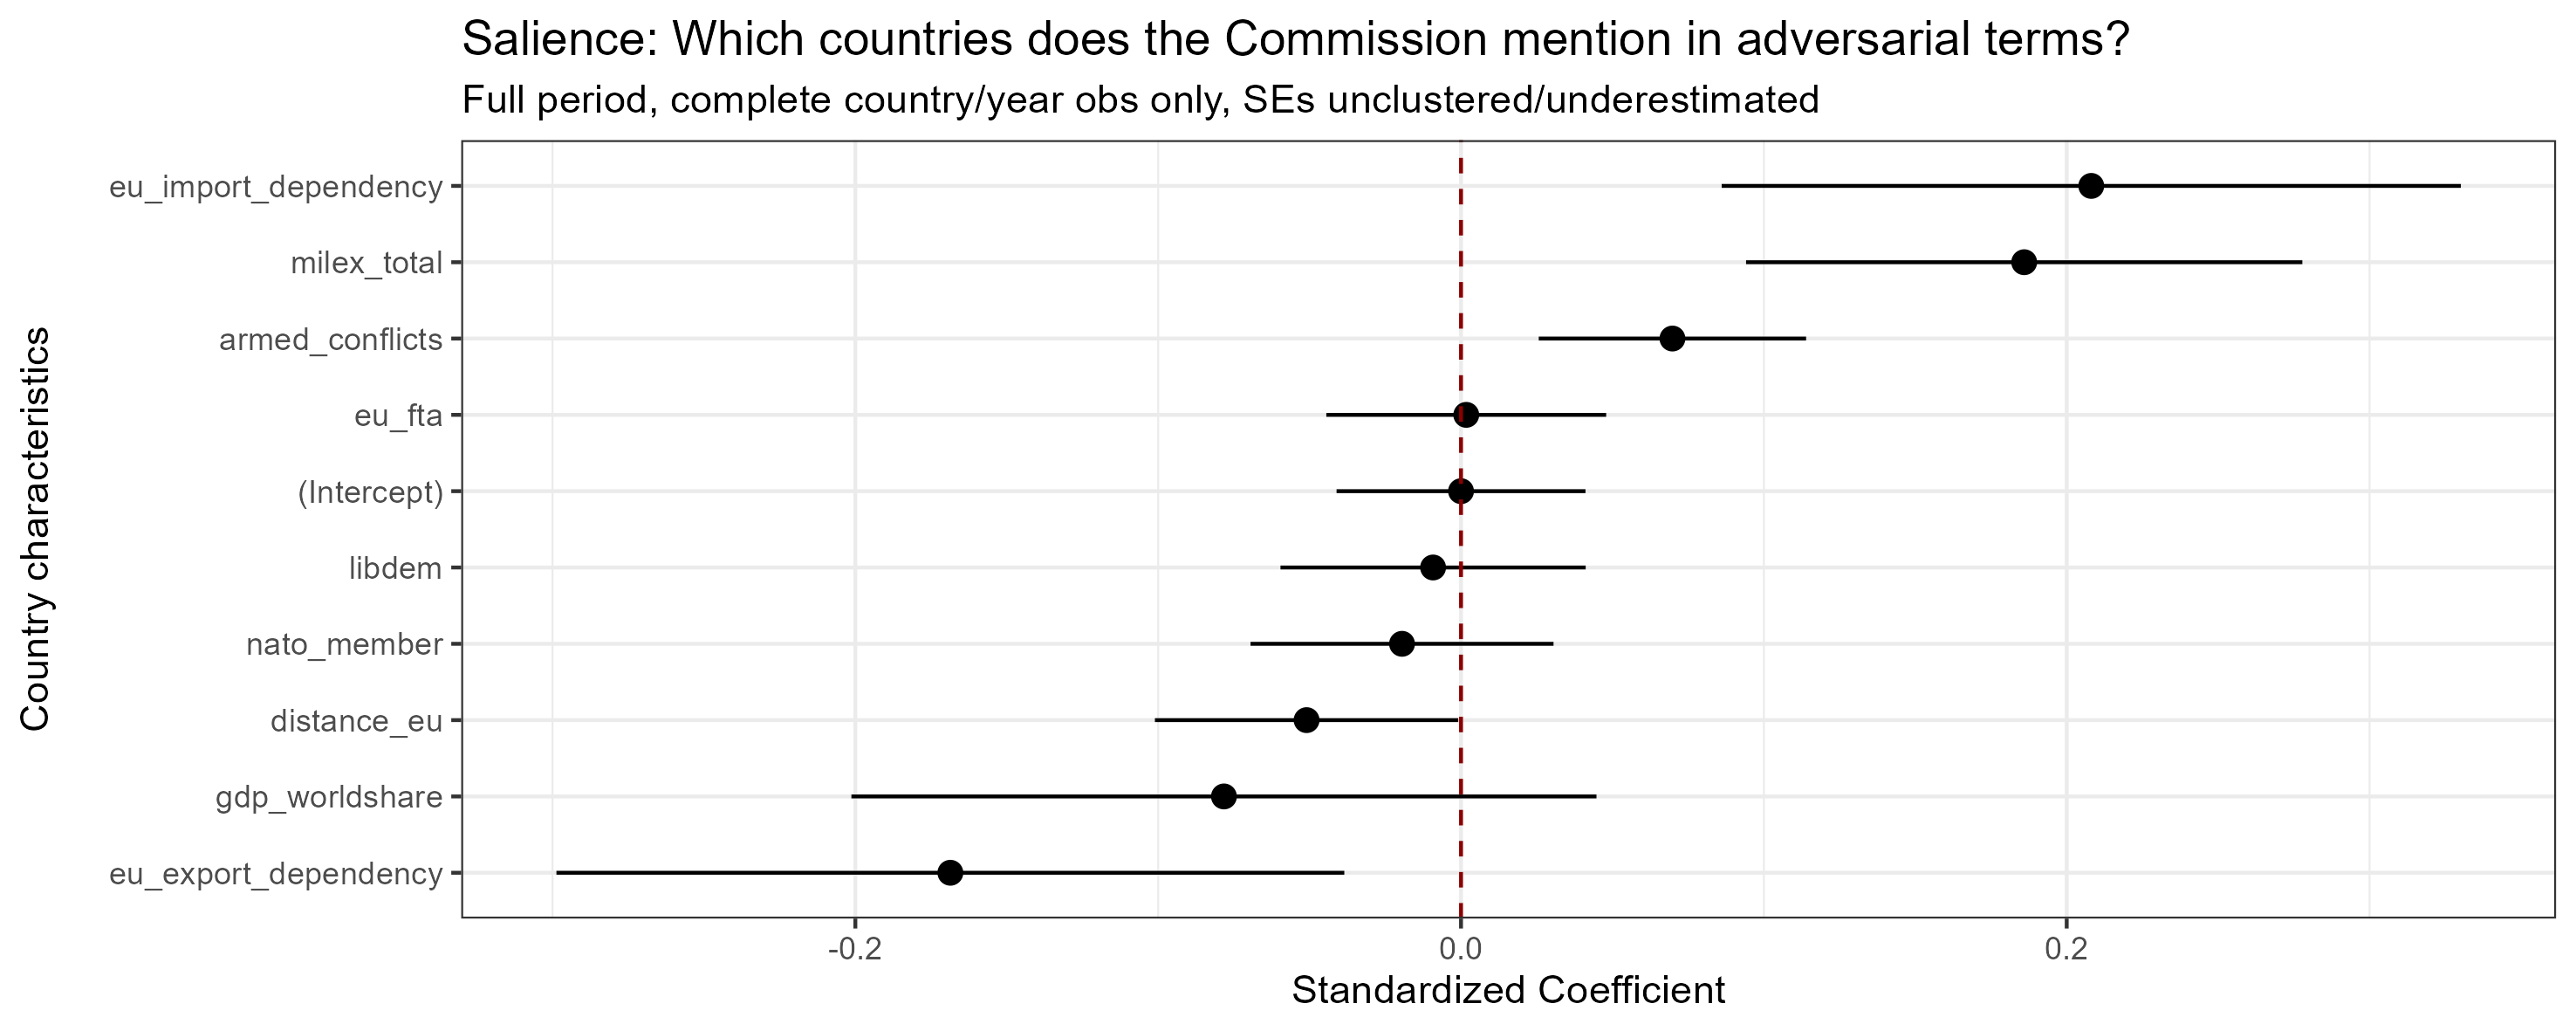 Salience: Which countries does the Commission mention in adversarial terms?
Full period, complete country/year obs only, SEs unclustered/underestimated
Country characteristics
eu_import_dependency
milex_total
armed_conflicts
eu_fta
(Intercept)
libdem
nato_member
distance_eu
gdp_worldshare
eu_export_dependency
-0.2 0.0 0.2
Standardized Coefficient